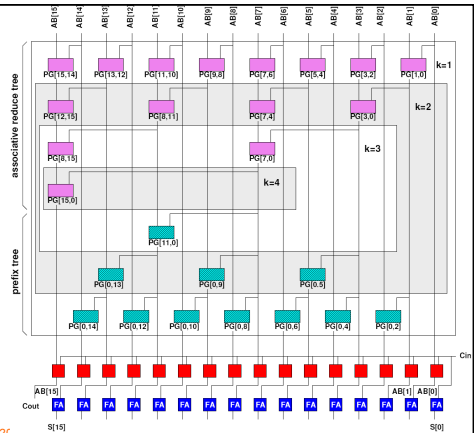 AB[15] AB[14] AB[13] AB[12] AB[11] AB[10] AB[9] AB[8] AB[7] AB[6] AB[5] AB[4] AB[3] AB[2] AB[1] AB[0]
associative reduce tree
PG[15,14] PG[13,12] PG[11,10] PG[9,8] PG[7,6] PG[5,4] PG[3,2] PG[1,0] k=1
PG[12,15] PG[8,11] PG[7,4] PG[3,0] k=2
PG[8,15] PG[7,0] k=3
PG[15,0] k=4
prefix tree
PG[11,0]
PG[0,13] PG[0,9] PG[0,5]
PG[0,14] PG[0,12] PG[0,10] PG[0,8] PG[0,6] PG[0,4] PG[0,2]
Cin
AB[15] AB[1] AB[0]
Cout FA FA FA FA FA FA FA FA FA FA FA FA FA FA FA
S[15] S[0]